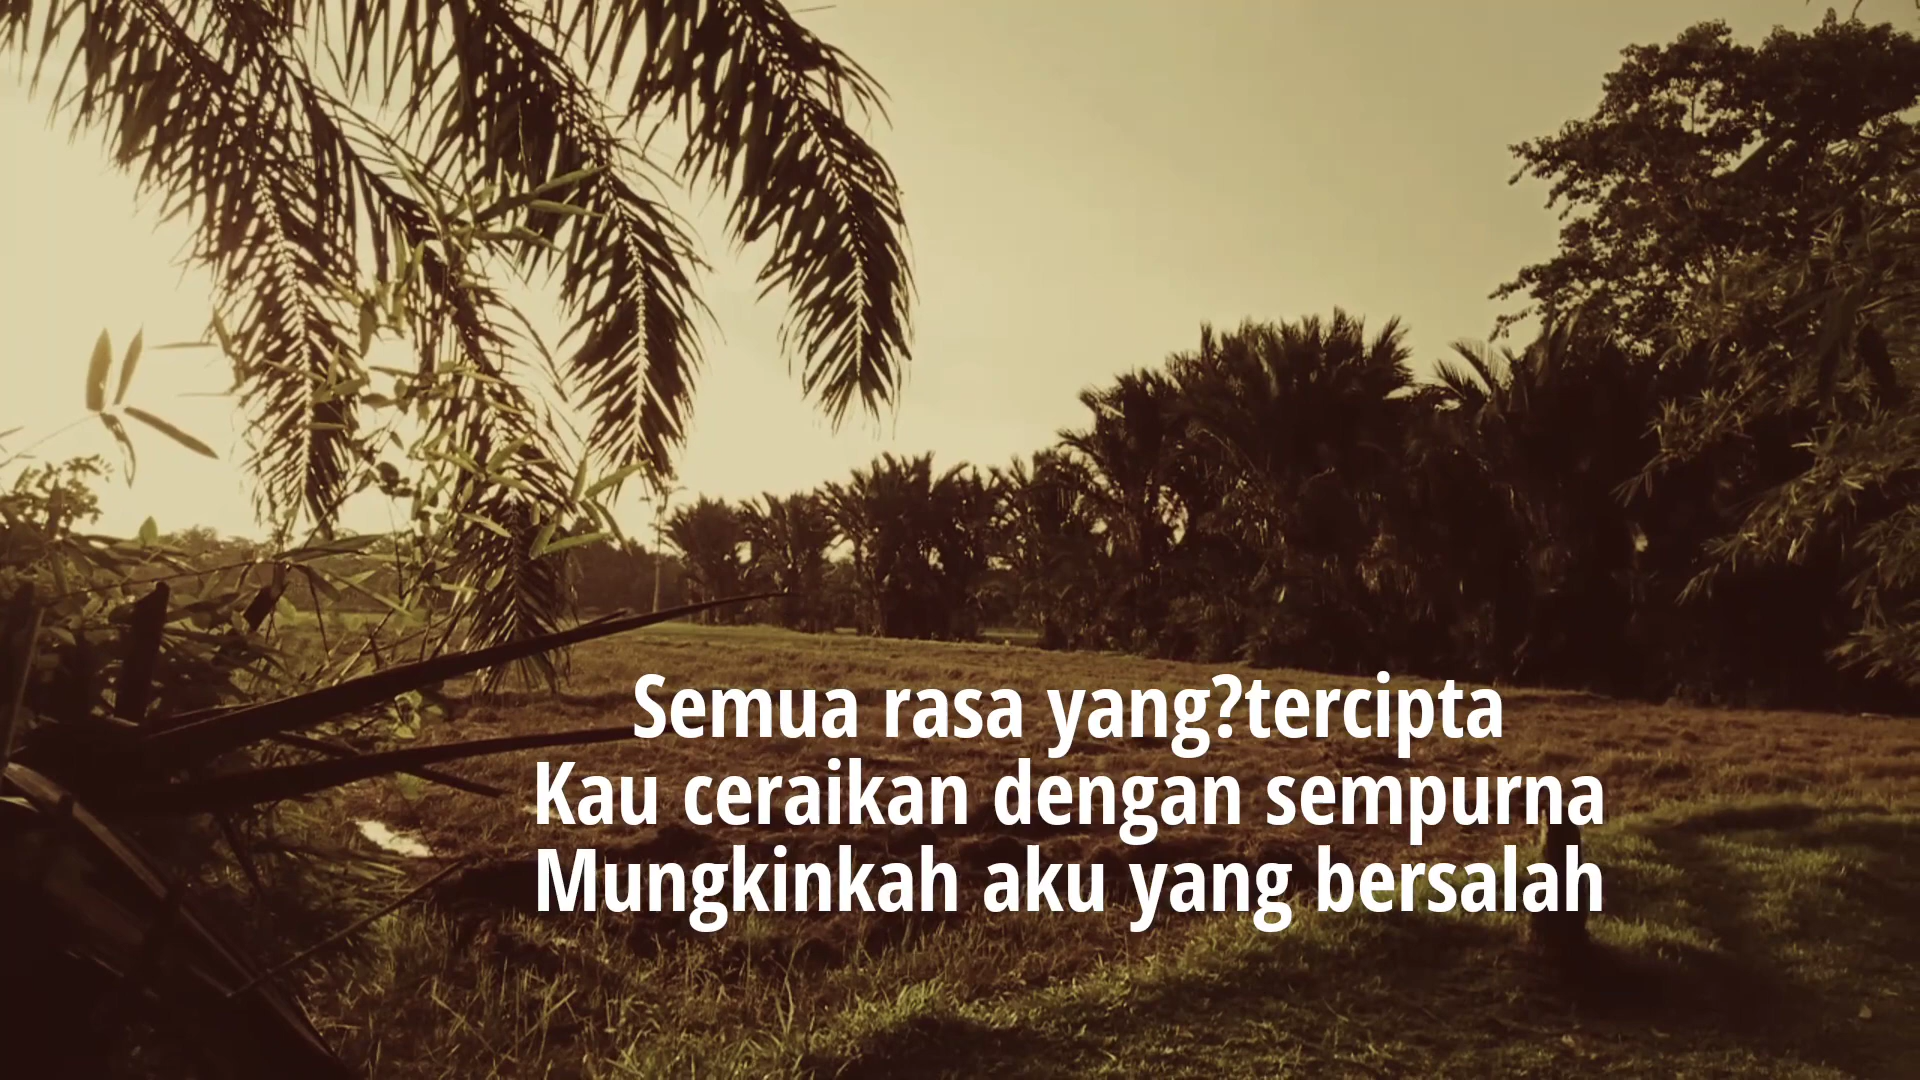 Semua rasa yang?tercipta
Kau ceraikan dengan sempurna
Mungkinkah aku yang bersalah